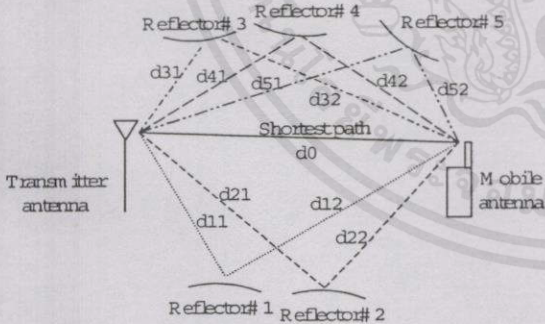 Reflector# 4
Reflector# 3
Reflector# 5
d31
d41
d51
d42
d32
d52
Shortest path
d0
Transmitter
antenna
Mobile
antenna
d21
d12
d11
d22
Reflector# 1
Reflector# 2